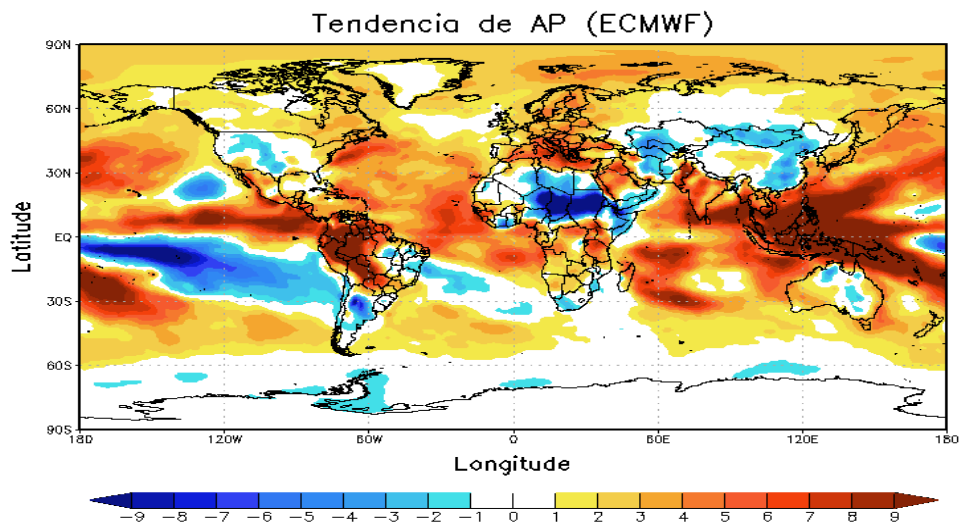 Tendencia de AP (ECMWF)
90N
60N
30N
EQ
30S
60S
90S
Latitude
180 120W 60W 0 60E 120E 180
Longitude
-9 -8 -7 -6 -5 -4 -3 -2 -1 0 1 2 3 4 5 6 7 8 9